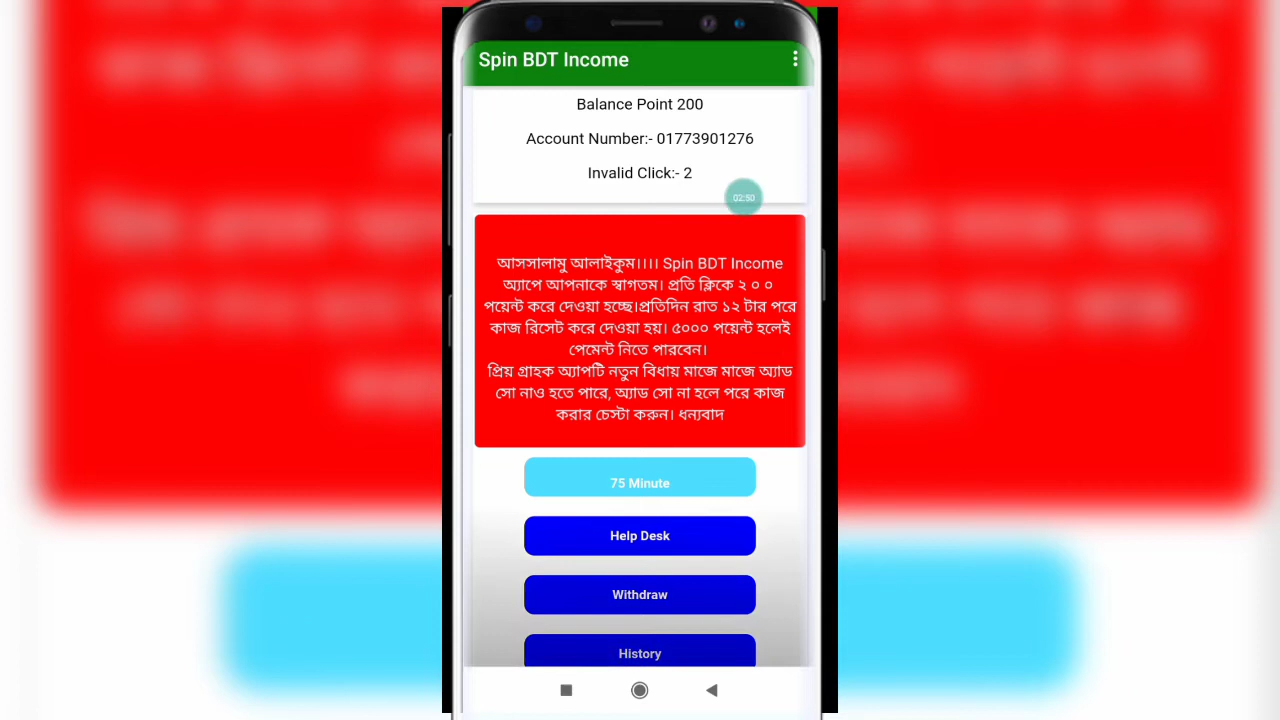 Spin BDT Income
Balance Point 200
Account Number:- 01773901276
Invalid Click:- 2
02:50
আসসালামু আলাইকুম।।।। Spin BDT Income
অ্যাপে আপনাকে স্বাগতম। প্রতি ক্লিকে ২ ০ ০
পয়েন্ট করে দেওয়া হচ্ছে।প্রতিদিন রাত ১২ টার পরে
কাজ রিসেট করে দেওয়া হয়। ৫০০০ পয়েন্ট হলেই
পেমেন্ট নিতে পারবেন।
প্রিয় গ্রাহক অ্যাপটি নতুন বিধায় মাজে মাজে অ্যাড
সো নাও হতে পারে, অ্যাড সো না হলে পরে কাজ
করার চেস্টা করুন। ধন্যবাদ
75 Minute
Help Desk
Withdraw
History